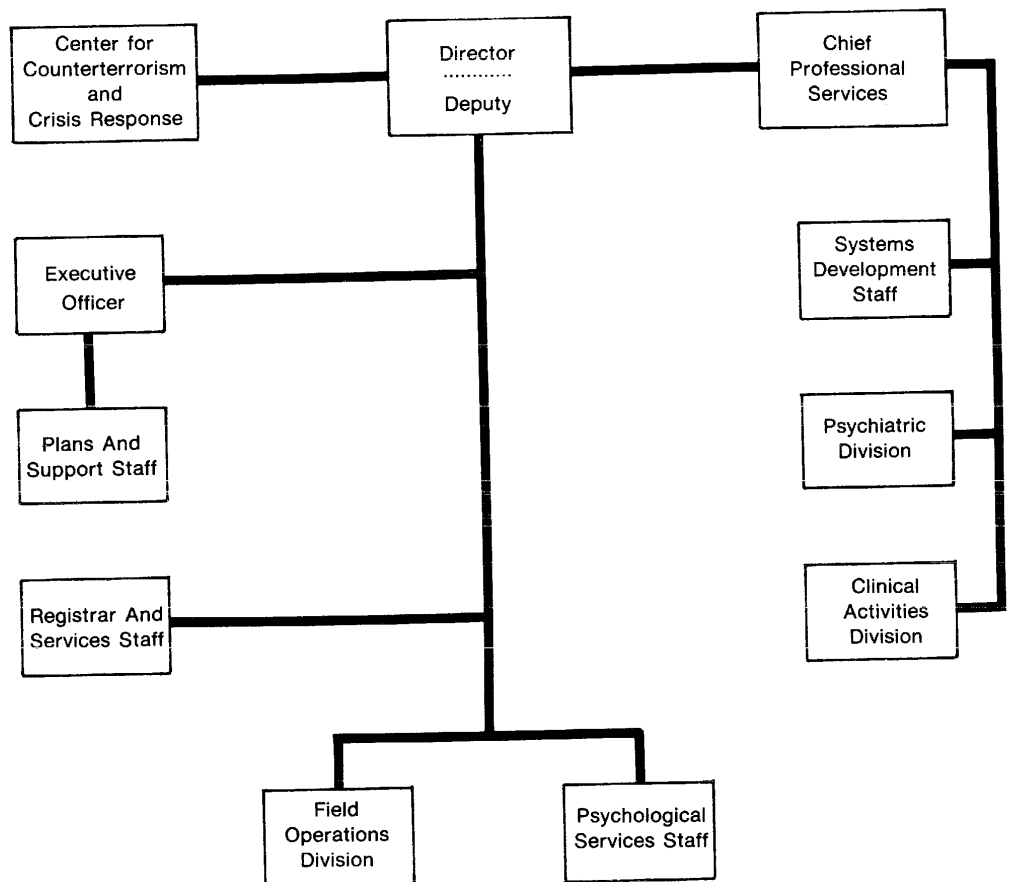 Center for
Counterterrorism
and
Crisis Response
Director
............
Deputy
Chief
Professional
Services
Executive
Officer
Systems
Development
Staff
Plans And
Support Staff
Psychiatric
Division
Registrar And
Services Staff
Clinical
Activities
Division
Field
Operations
Division
Psychological
Services Staff